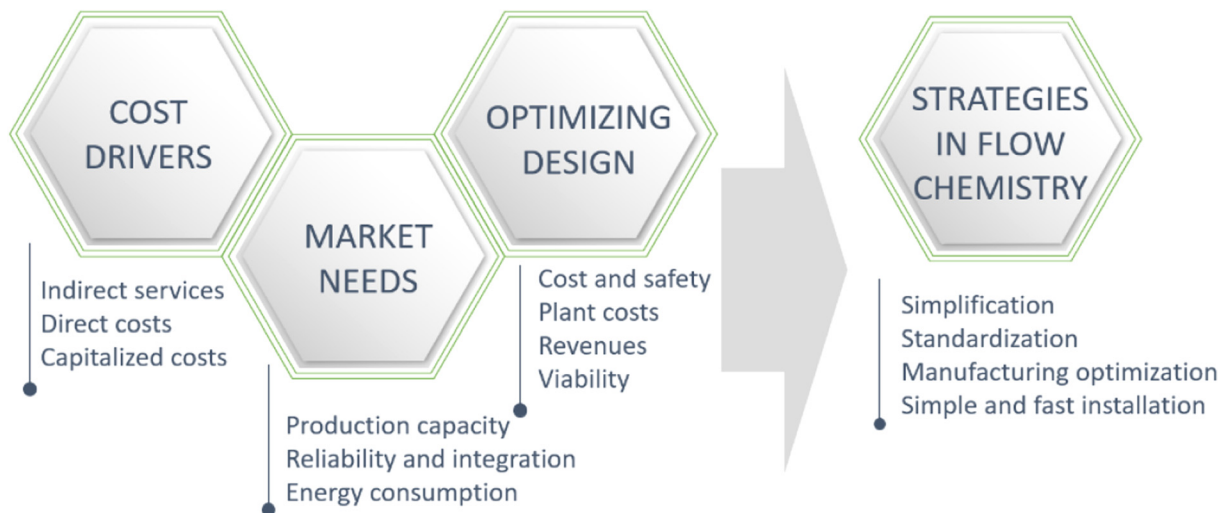 COST
DRIVERS
Indirect services
Direct costs
Capitalized costs
MARKET
NEEDS
Production capacity
Reliability and integration
Energy consumption
OPTIMIZING
DESIGN
Cost and safety
Plant costs
Revenues
Viability
STRATEGIES
IN FLOW
CHEMISTRY
Simplification
Standardization
Manufacturing optimization
Simple and fast installation